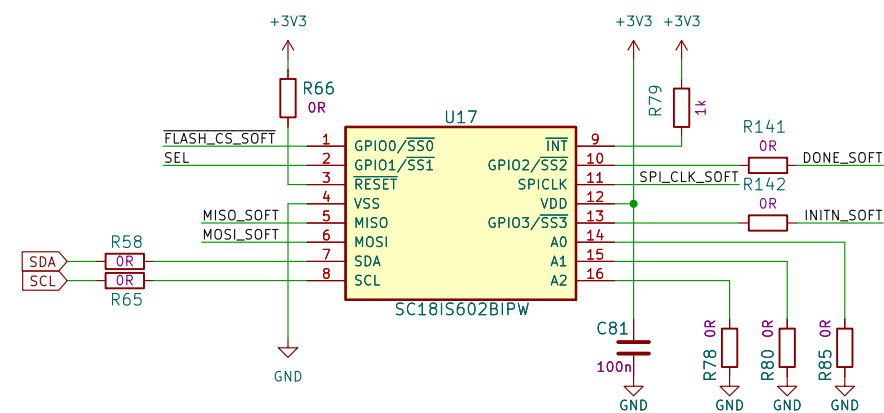 +3V3
+3V3 +3V3
R66
0R
R79
1k
U17
R141
0R
FLASH_CS_SOFT
1 GPIO0/SS0
INT 9
SEL
2 GPIO1/SS1
GPIO2/SS2 10
DONE_SOFT
3 RESET
SPICLK 11
SPI_CLK_SOFT
R142
0R
4 VSS
VDD 12
MISO_SOFT
5 MISO
GPIO3/SS3 13
INITN_SOFT
MOSI_SOFT
6 MOSI
A0 14
R58
SDA
0R
7 SDA
A1 15
SCL
0R
8 SCL
A2 16
R65
SC18IS602BIPW
C81
100n
R78
0R
R80
0R
R85
0R
GND
GND GND GND GND